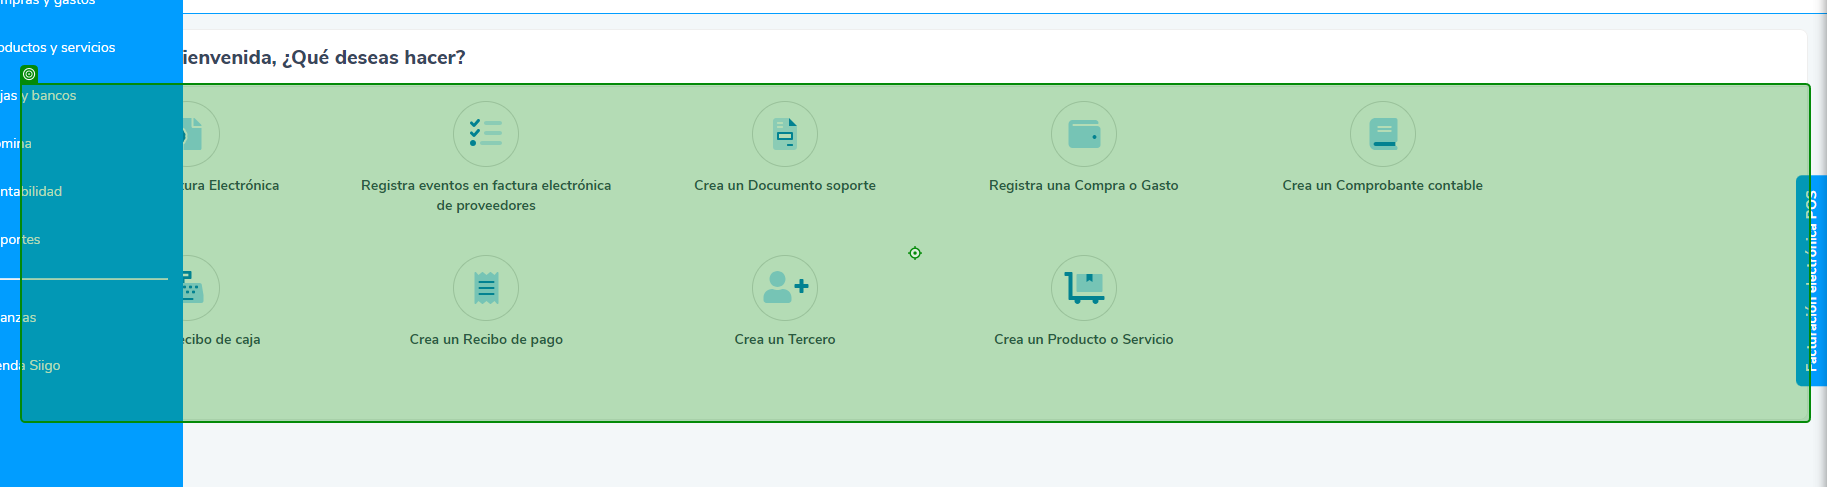 mpras y gastos
oductos y servicios
jas y bancos
omina
ntabilidad
portes
anzas
enda Siigo
ienvenida, ¿Qué deseas hacer?
tura Electrónica
Registra eventos en factura electrónica
de proveedores
Crea un Documento soporte
Registra una Compra o Gasto
Crea un Comprobante contable
ecibo de caja
Crea un Recibo de pago
Crea un Tercero
Crea un Producto o Servicio
Facturación electrónica POS